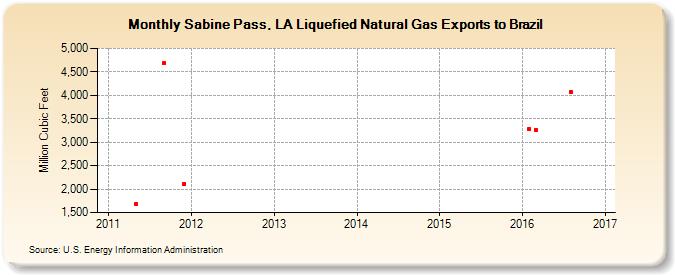 Monthly Sabine Pass, LA Liquefied Natural Gas Exports to Brazil
Million Cubic Feet
5,000
4,500
4,000
3,500
3,000
2,500
2,000
1,500
2011 2012 2013 2014 2015 2016 2017
Source: U.S. Energy Information Administration